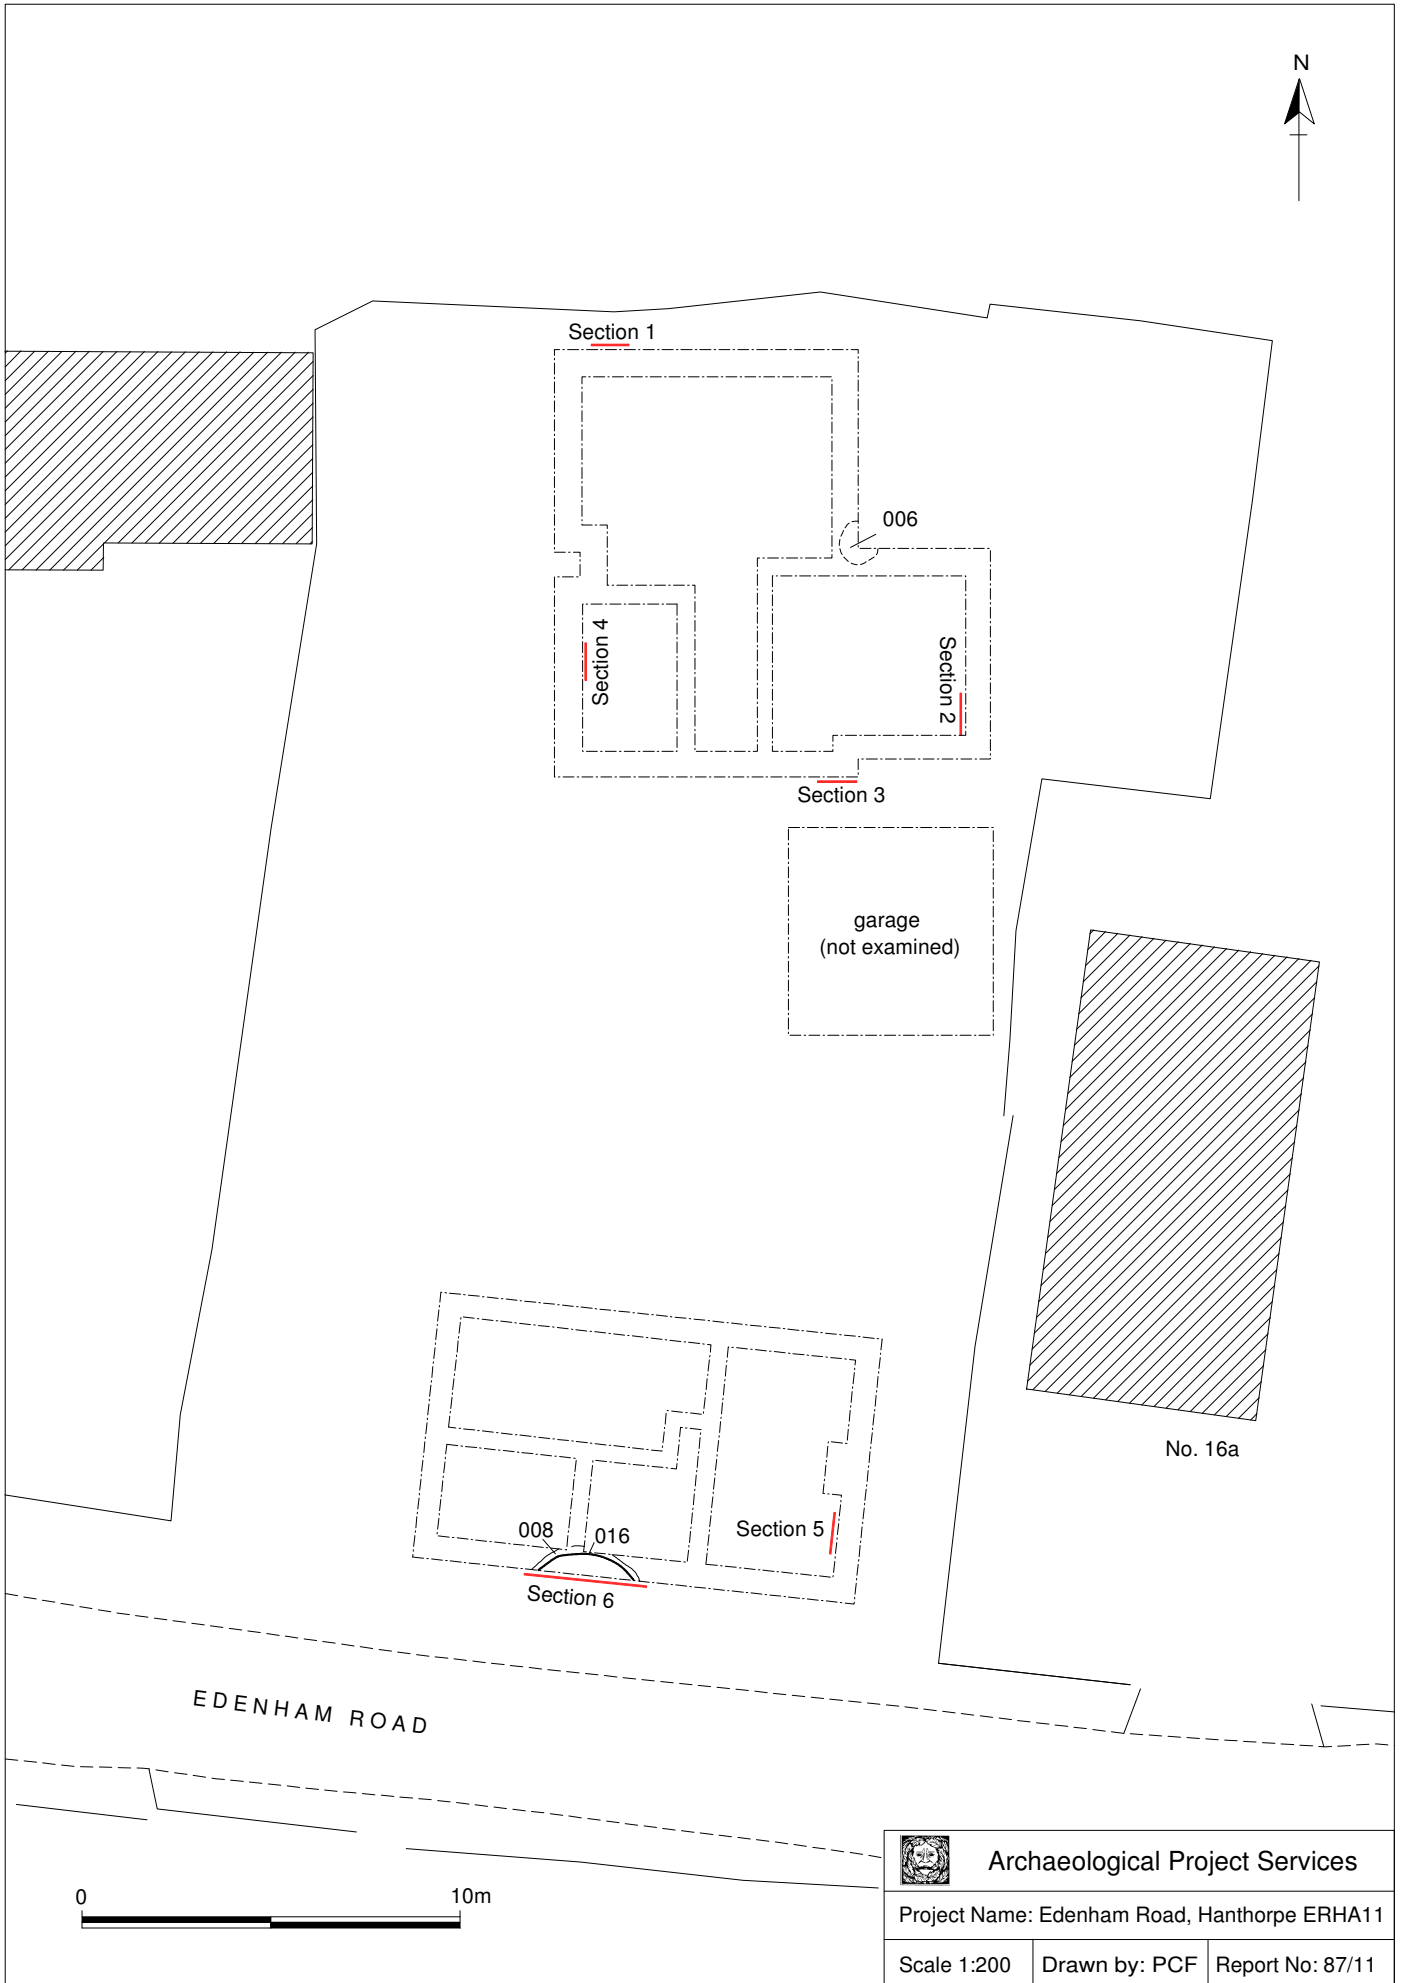 N
Section 1
006
Section 4
Section 2
Section 3
garage
(not examined)
No. 16a
008
016
Section 5
Section 6
EDENHAM ROAD
0
10m
Archaeological Project Services
Project Name: Edenham Road, Hanthorpe ERHA11
Scale 1:200
Drawn by: PCF
Report No: 87/11